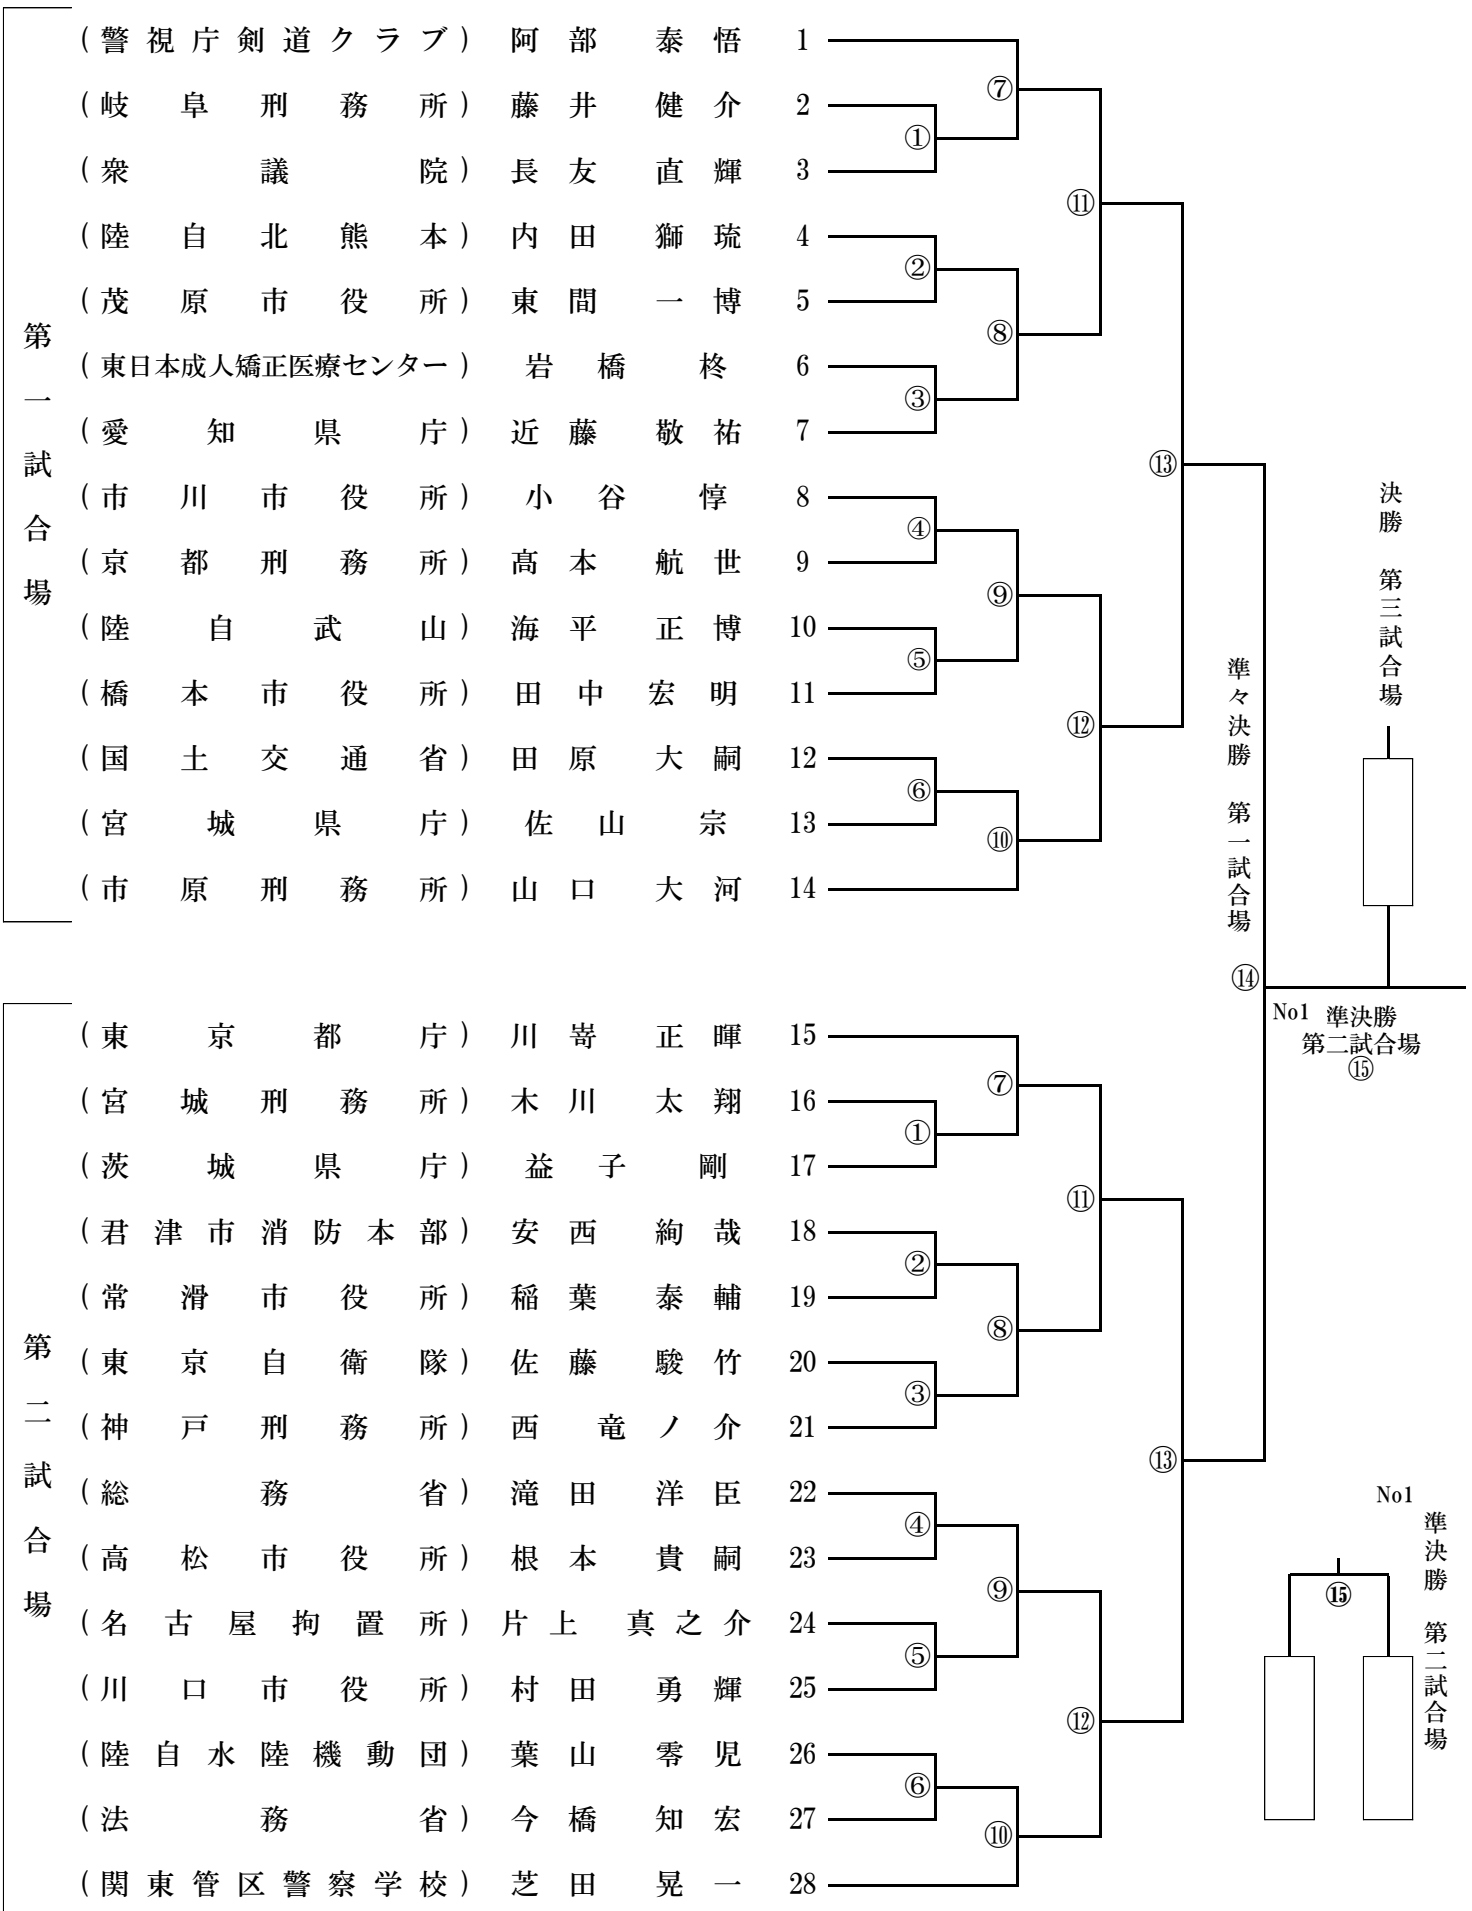 第一試合場
(警視庁剣道クラブ) 阿部泰悟 1
(岐阜刑務所) 藤井健介 2
(衆議院) 長友直輝 3
(陸自北熊本) 内田獅琉 4
(茂原市役所) 東間一博 5
(東日本成人矯正医療センター) 岩橋柊 6
(愛知県庁) 近藤敬祐 7
(市川市役所) 小谷惇 8
(京都刑務所) 髙本航世 9
(陸自武山) 海平正博 10
(橋本市役所) 田中宏明 11
(国土交通省) 田原大嗣 12
(宮城県庁) 佐山宗 13
(市原刑務所) 山口大河 14
⑦
①
⑪
②
⑧
③
⑬
④
⑨
⑤
⑫
⑥
⑩
準々決勝 第一試合場
⑭
決勝 第三試合場
No1 準決勝
第二試合場
⑮
第二試合場
(東京都庁) 川嵜正暉 15
(宮城刑務所) 木川太翔 16
(茨城県庁) 益子剛 17
(君津市消防本部) 安西絢哉 18
(常滑市役所) 稲葉泰輔 19
(東京自衛隊) 佐藤駿竹 20
(神戸刑務所) 西竜ノ介 21
(総務省) 滝田洋臣 22
(高松市役所) 根本貴嗣 23
(名古屋拘置所) 片上真之介 24
(川口市役所) 村田勇輝 25
(陸自水陸機動団) 葉山零児 26
(法務省) 今橋知宏 27
(関東管区警察学校) 芝田晃一 28
⑦
①
⑪
②
⑧
③
⑬
④
⑨
⑤
⑫
⑥
⑩
No1
準決勝 第二試合場
⑮